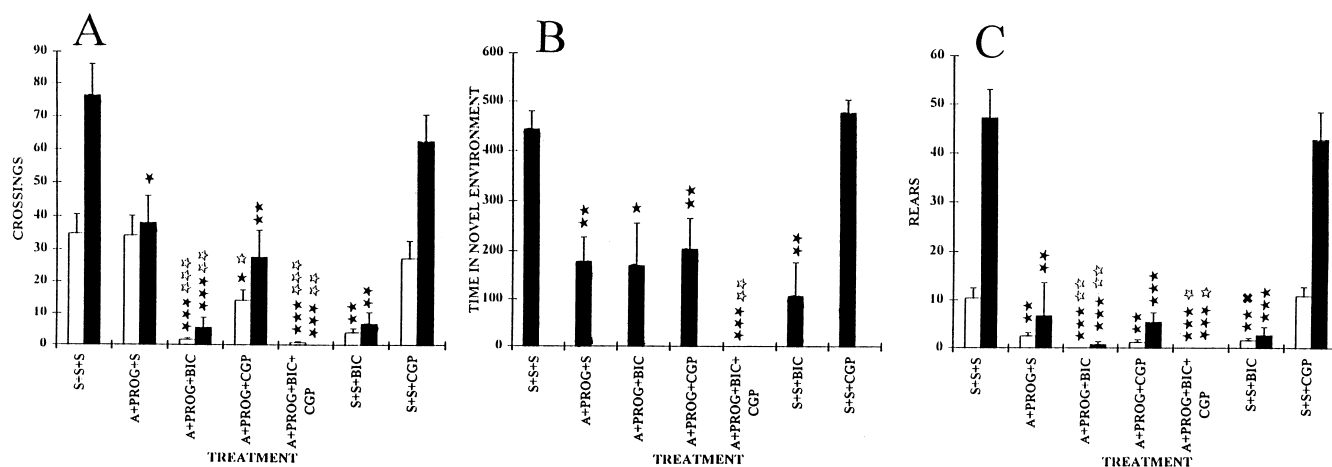 A
90
80
70
60
50
40
30
20
10
0
CROSSINGS
S+S+S
A+PROG+S
A+PROG+BIC
A+PROG+CGP
A+PROG+BIC+
CGP
S+S+BIC
S+S+CGP
TREATMENT
B
600
500
400
300
200
100
0
TIME IN NOVEL ENVIRONMENT
S+S+S
A+PROG+S
A+PROG+BIC
A+PROG+CGP
A+PROG+BIC+
CGP
S+S+BIC
S+S+CGP
TREATMENT
C
60
50
40
30
20
10
0
REARS
S+S+S
A+PROG+S
A+PROG+BIC
A+PROG+CGP
A+PROG+BIC+
CGP
S+S+BIC
S+S+CGP
TREATMENT